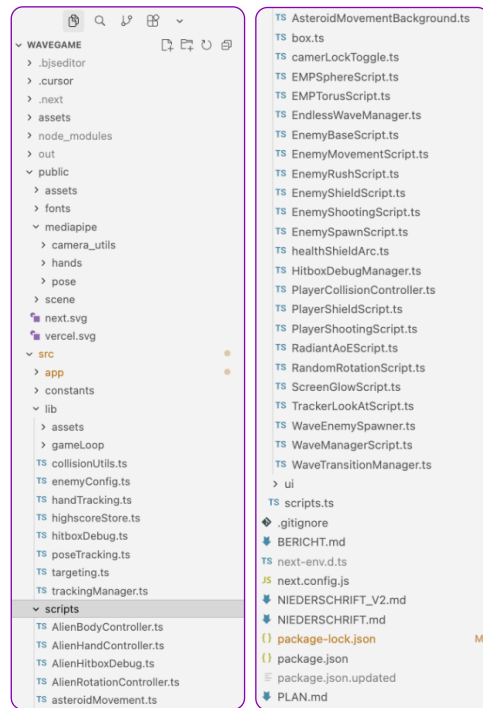 WAVEGAME
.bjseditor
.cursor
.next
assets
node_modules
out
public
assets
fonts
mediapipe
camera_utils
hands
pose
scene
next.svg
vercel.svg
src
app
constants
lib
assets
gameLoop
TS collisionUtils.ts
TS enemyConfig.ts
TS handTracking.ts
TS highscoreStore.ts
TS hitboxDebug.ts
TS poseTracking.ts
TS targeting.ts
TS trackingManager.ts
scripts
TS AlienBodyController.ts
TS AlienHandController.ts
TS AlienHitboxDebug.ts
TS AlienRotationController.ts
TS asteroidMovement.ts
TS AsteroidMovementBackground.ts
TS box.ts
TS camerLockToggle.ts
TS EMPSphereScript.ts
TS EMPTorusScript.ts
TS EndlessWaveManager.ts
TS EnemyBaseScript.ts
TS EnemyMovementScript.ts
TS EnemyRushScript.ts
TS EnemyShieldScript.ts
TS EnemyShootingScript.ts
TS EnemySpawnScript.ts
TS healthShieldArc.ts
TS HitboxDebugManager.ts
TS PlayerCollisionController.ts
TS PlayerShieldScript.ts
TS PlayerShootingScript.ts
TS RadiantAoEScript.ts
TS RandomRotationScript.ts
TS ScreenGlowScript.ts
TS TrackerLookAtScript.ts
TS WaveEnemySpawner.ts
TS WaveManagerScript.ts
TS WaveTransitionManager.ts
ui
TS scripts.ts
.gitignore
BERICHT.md
TS next-env.d.ts
JS next.config.js
NIEDERSCHRIFT_V2.md
NIEDERSCHRIFT.md
{} package-lock.json M
{} package.json
package.json.updated
PLAN.md